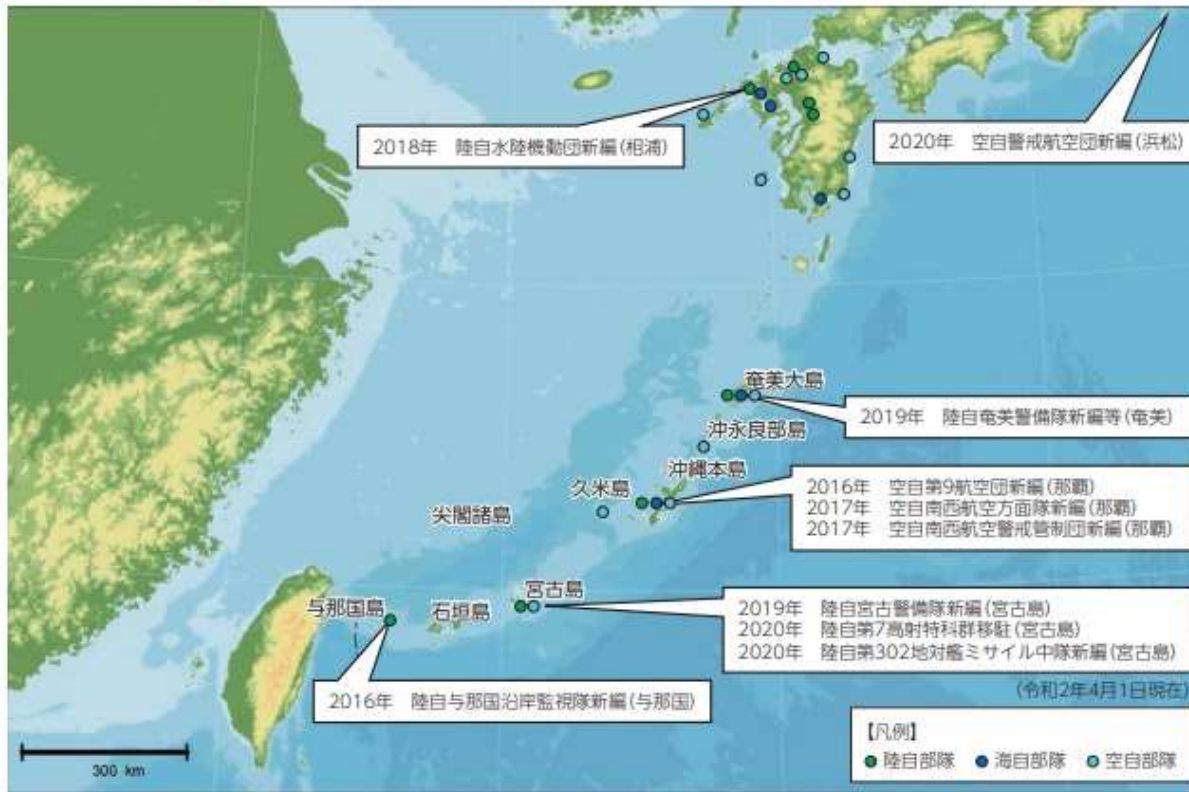 2018年 陸自水陸機動団新編(相浦)
2020年 空自警戒航空団新編(浜松)
奄美大島
2019年 陸自奄美警備隊新編等(奄美)
沖永良部島
沖縄本島
久米島
2016年 空自第9航空団新編(那覇)
2017年 空自南西航空方面隊新編(那覇)
2017年 空自南西航空警戒管制団新編(那覇)
尖閣諸島
宮古島
与那国島
石垣島
2019年 陸自宮古警備隊新編(宮古島)
2020年 陸自第7高射特科群移駐(宮古島)
2020年 陸自第302地対艦ミサイル中隊新編(宮古島)
2016年 陸自与那国沿岸監視隊新編(与那国)
(令和2年4月1日現在)
【凡例】
陸自部隊 海自部隊 空自部隊
300 km